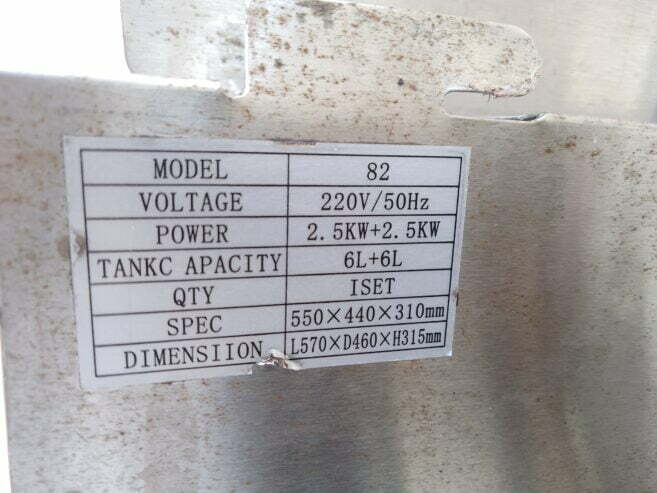 MODEL 82
VOLTAGE 220V/50Hz
POWER 2.5KW+2.5KW
TANKC APACITY 6L+6L
QTY ISET
SPEC 550×440×310mm
DIMENSIION L570×D460×H315mm